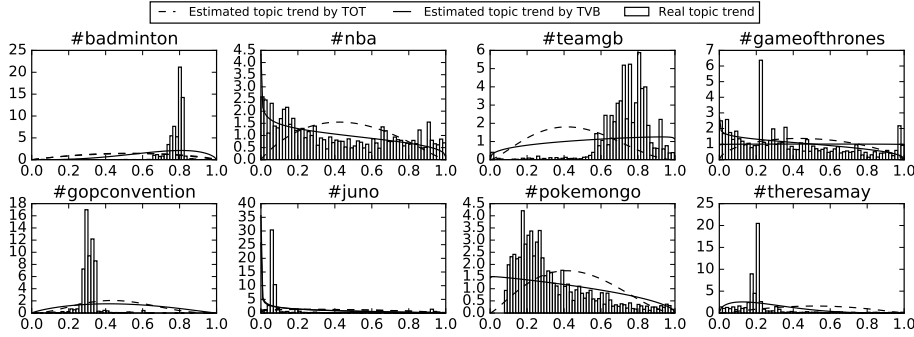 Estimated topic trend by TOT Estimated topic trend by TVB Real topic trend
#badminton #nba #teamgb #gameofthrones
25 20 15 10 5 0
0.0 0.2 0.4 0.6 0.8 1.0
4.5 4.0 3.5 3.0 2.5 2.0 1.5 1.0 0.5 0.0
0.0 0.2 0.4 0.6 0.8 1.0
6 5 4 3 2 1 0
0.0 0.2 0.4 0.6 0.8 1.0
7 6 5 4 3 2 1 0
0.0 0.2 0.4 0.6 0.8 1.0
#gopconvention #juno #pokemongo #theresamay
18 16 14 12 10 8 6 4 2 0
0.0 0.2 0.4 0.6 0.8 1.0
40 35 30 25 20 15 10 5 0
0.0 0.2 0.4 0.6 0.8 1.0
4.5 4.0 3.5 3.0 2.5 2.0 1.5 1.0 0.5 0.0
0.0 0.2 0.4 0.6 0.8 1.0
25 20 15 10 5 0
0.0 0.2 0.4 0.6 0.8 1.0